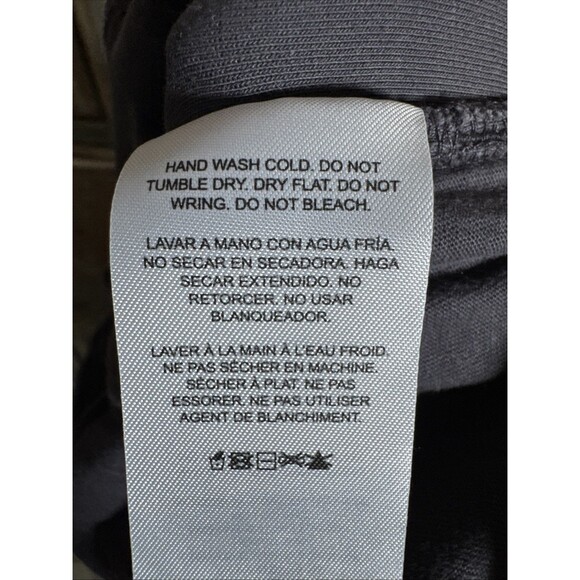 HAND WASH COLD. DO NOT
TUMBLE DRY. DRY FLAT. DO NOT
WRING. DO NOT BLEACH.
LAVAR A MANO CON AGUA FRÍA.
NO SECAR EN SECADORA. HAGA
SECAR EXTENDIDO. NO
RETORCER. NO USAR
BLANQUEADOR.
LAVER À LA MAIN À L'EAU FROID.
NE PAS SÉCHER EN MACHINE.
SÉCHER À PLAT. NE PAS
ESSORER. NE PAS UTILISER
AGENT DE BLANCHIMENT.